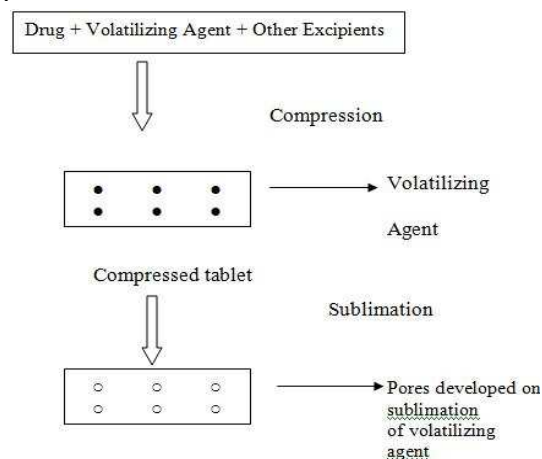 Drug + Volatilizing Agent + Other Excipients
Compression
Volatilizing
Agent
Compressed tablet
Sublimation
Pores developed on
sublimation
of volatilizing
agent